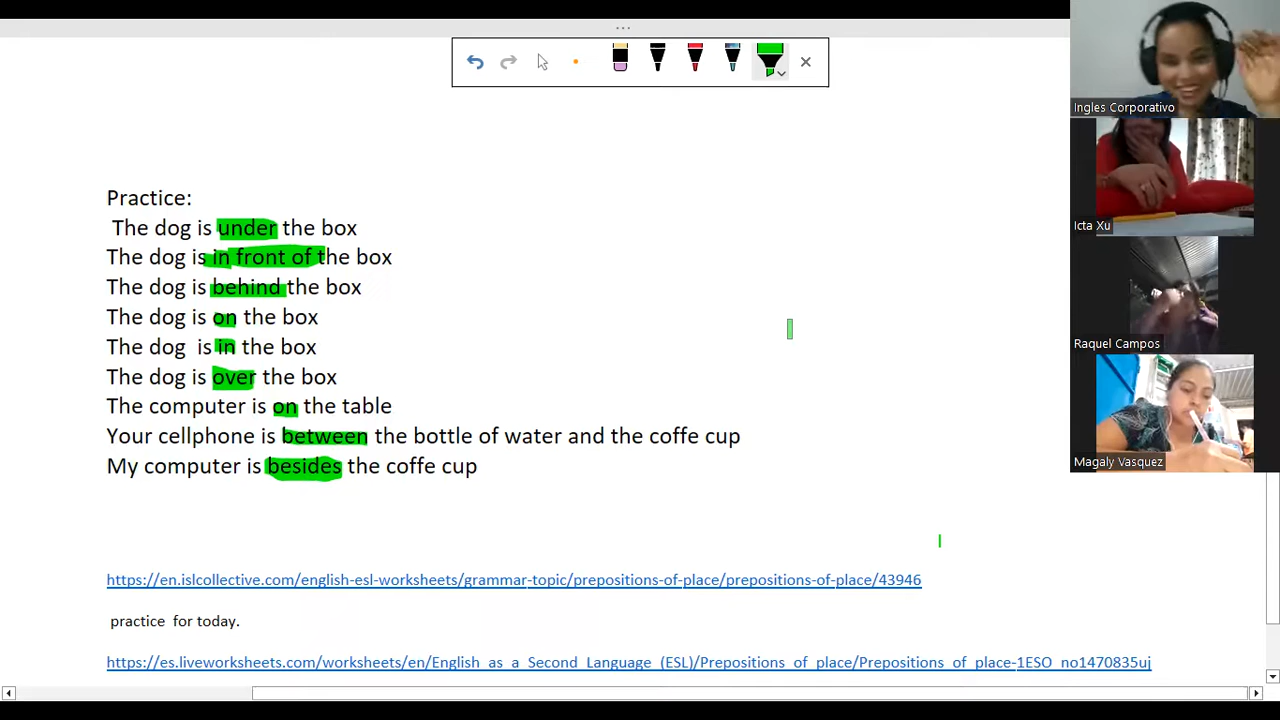 Ingles Corporativo
Practice:
The dog is under the box
The dog is in front of the box
The dog is behind the box
The dog is on the box
The dog  is in the box
The dog is over the box
The computer is on the table
Your cellphone is between the bottle of water and the coffe cup
My computer is besides the coffe cup
Icta Xu
Raquel Campos
Magaly Vasquez
https://en.islcollective.com/english-esl-worksheets/grammar-topic/prepositions-of-place/prepositions-of-place/43946
practice  for today.
https://es.liveworksheets.com/worksheets/en/English_as_a_Second_Language_(ESL)/Prepositions_of_place/Prepositions_of_place-1ESO_no1470835uj